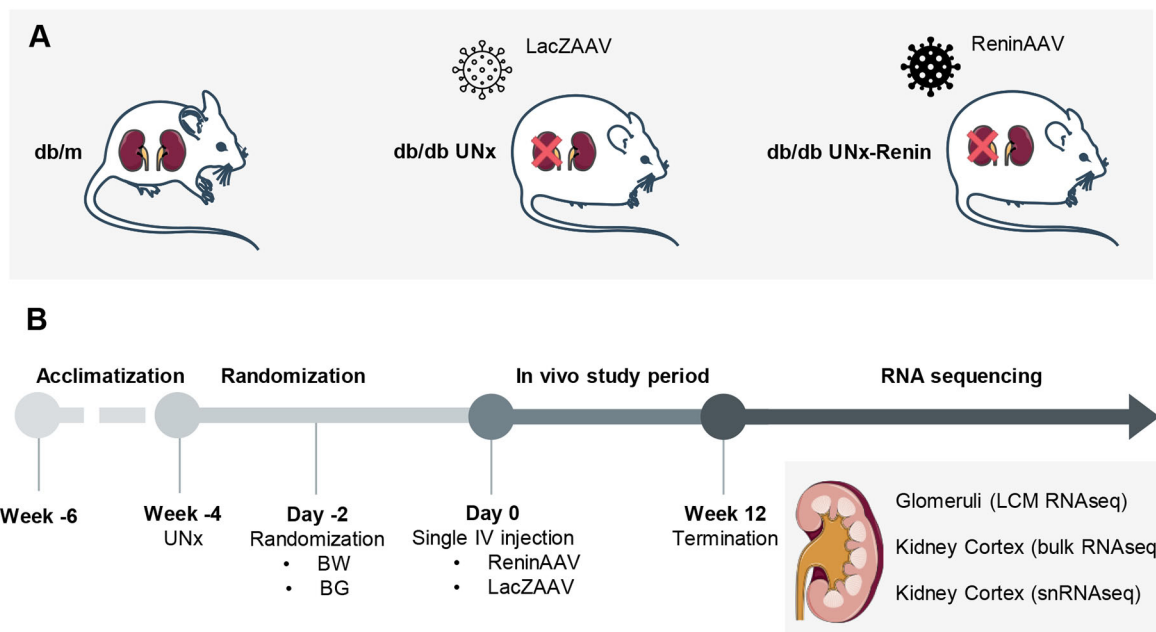 A
LacZAAV
ReninAAV
db/m
db/db UNx
db/db UNx-Renin
B
Acclimatization
Randomization
In vivo study period
RNA sequencing
Week -6
Week -4
UNx
Day -2
Randomization
• BW
• BG
Day 0
Single IV injection
• ReninAAV
• LacZAAV
Week 12
Termination
Glomeruli (LCM RNAseq)
Kidney Cortex (bulk RNAseq
Kidney Cortex (snRNAseq)